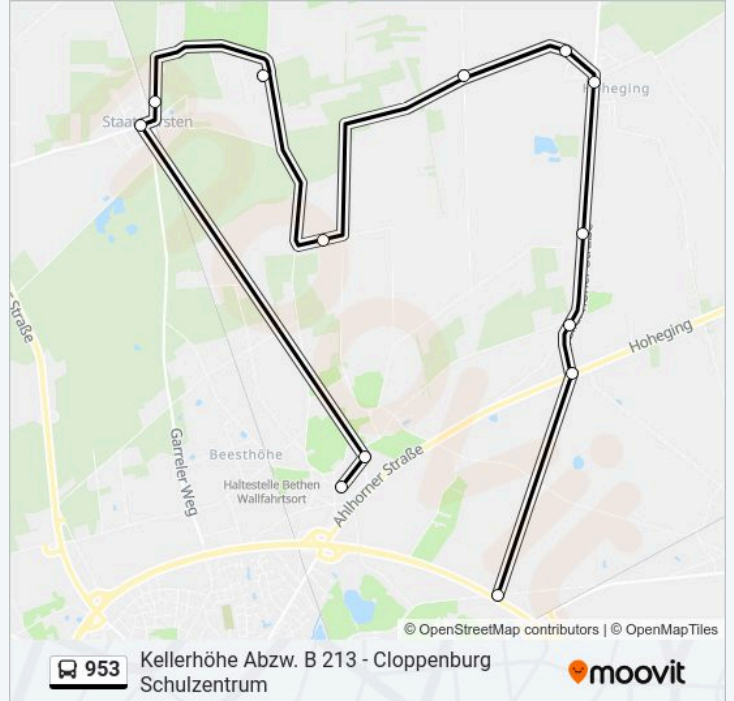 Hoheging
Staatsforsten
Straße
Hoheging
Garreler Weg
Beesthöhe
Haltestelle Bethen
Wallfahrtsort
Ahlhorner Straße
© OpenStreetMap contributors | © OpenMapTiles
953
Kellerhöhe Abzw. B 213 - Cloppenburg
Schulzentrum
moovit